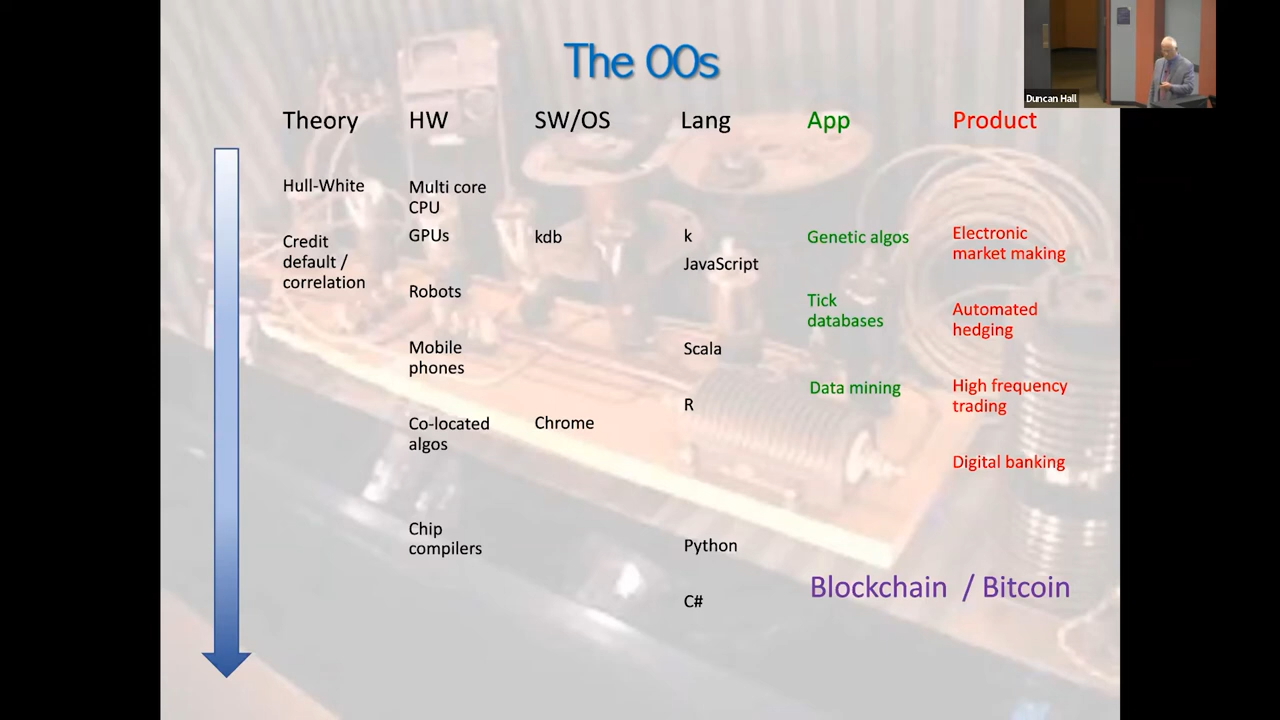 The 00s
Duncan Hall
Theory
HW
SW/OS
Lang
App
Product
Hull-White
Credit
default /
correlation
Multi core
CPU
GPUs
Robots
Mobile
phones
Co-located
algos
Chip
compilers
kdb
Chrome
k
JavaScript
Scala
R
Python
C#
Genetic algos
Tick
databases
Data mining
Electronic
market making
Automated
hedging
High frequency
trading
Digital banking
Blockchain / Bitcoin